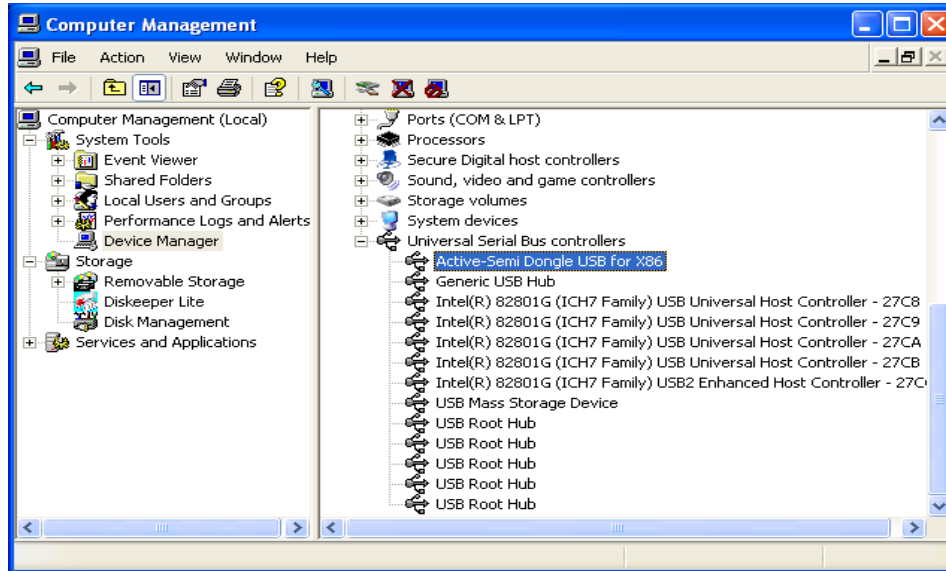 Computer Management
File Action View Window Help
Computer Management (Local)
System Tools
Event Viewer
Shared Folders
Local Users and Groups
Performance Logs and Alerts
Device Manager
Storage
Removable Storage
Diskeeper Lite
Disk Management
Services and Applications
Ports (COM & LPT)
Processors
Secure Digital host controllers
Sound, video and game controllers
Storage volumes
System devices
Universal Serial Bus controllers
Active-Semi Dongle USB for X86
Generic USB Hub
Intel(R) 82801G (ICH7 Family) USB Universal Host Controller - 27C8
Intel(R) 82801G (ICH7 Family) USB Universal Host Controller - 27C9
Intel(R) 82801G (ICH7 Family) USB Universal Host Controller - 27CA
Intel(R) 82801G (ICH7 Family) USB Universal Host Controller - 27CB
Intel(R) 82801G (ICH7 Family) USB2 Enhanced Host Controller - 27C
USB Mass Storage Device
USB Root Hub
USB Root Hub
USB Root Hub
USB Root Hub
USB Root Hub